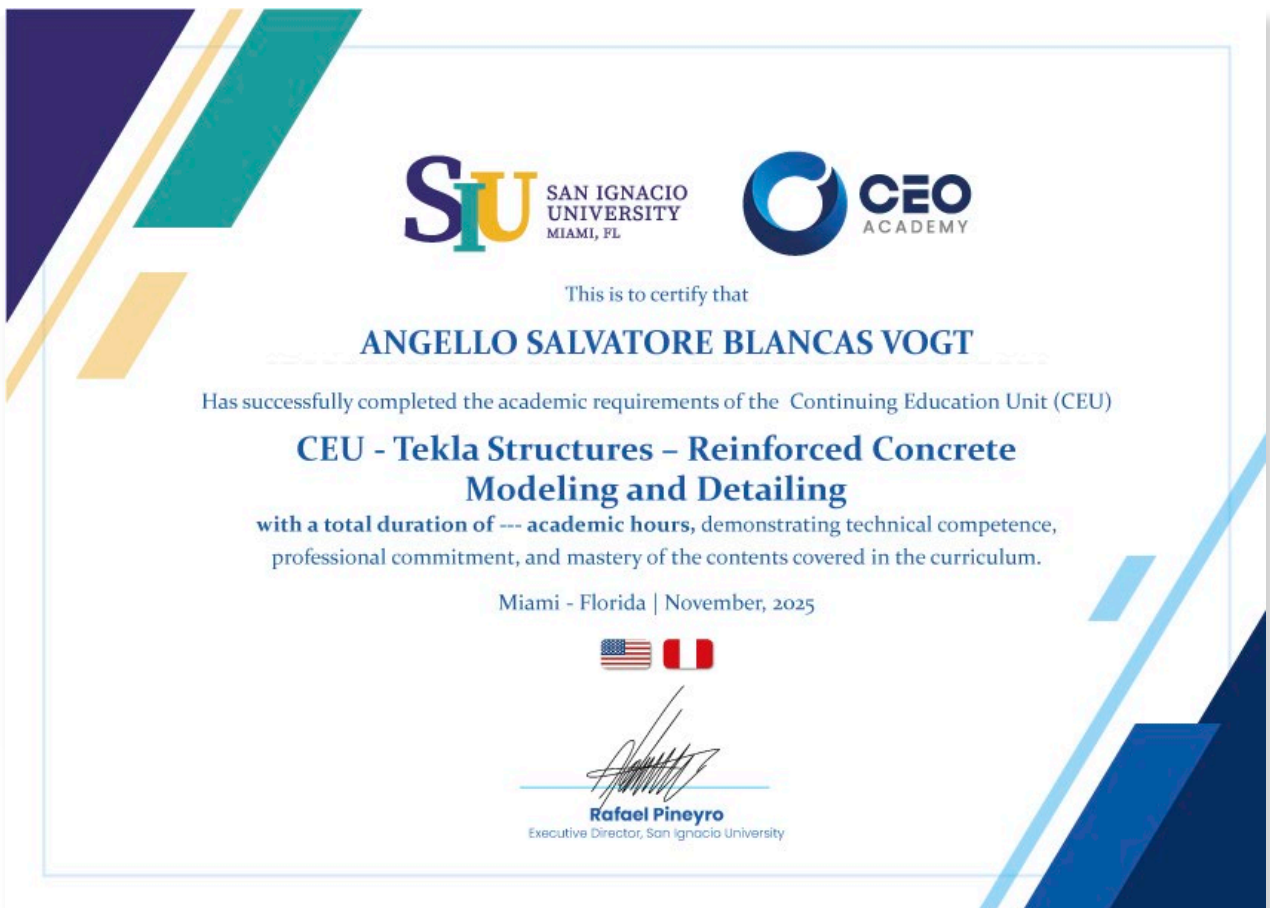 SIU SAN IGNACIO
UNIVERSITY
MIAMI, FL
CEO
ACADEMY
This is to certify that
ANGELLO SALVATORE BLANCAS VOGT
Has successfully completed the academic requirements of the Continuing Education Unit (CEU)
CEU - Tekla Structures – Reinforced Concrete
Modeling and Detailing
with a total duration of --- academic hours, demonstrating technical competence,
professional commitment, and mastery of the contents covered in the curriculum.
Miami - Florida | November, 2025
Rafael Pineyro
Executive Director, San Ignacio University